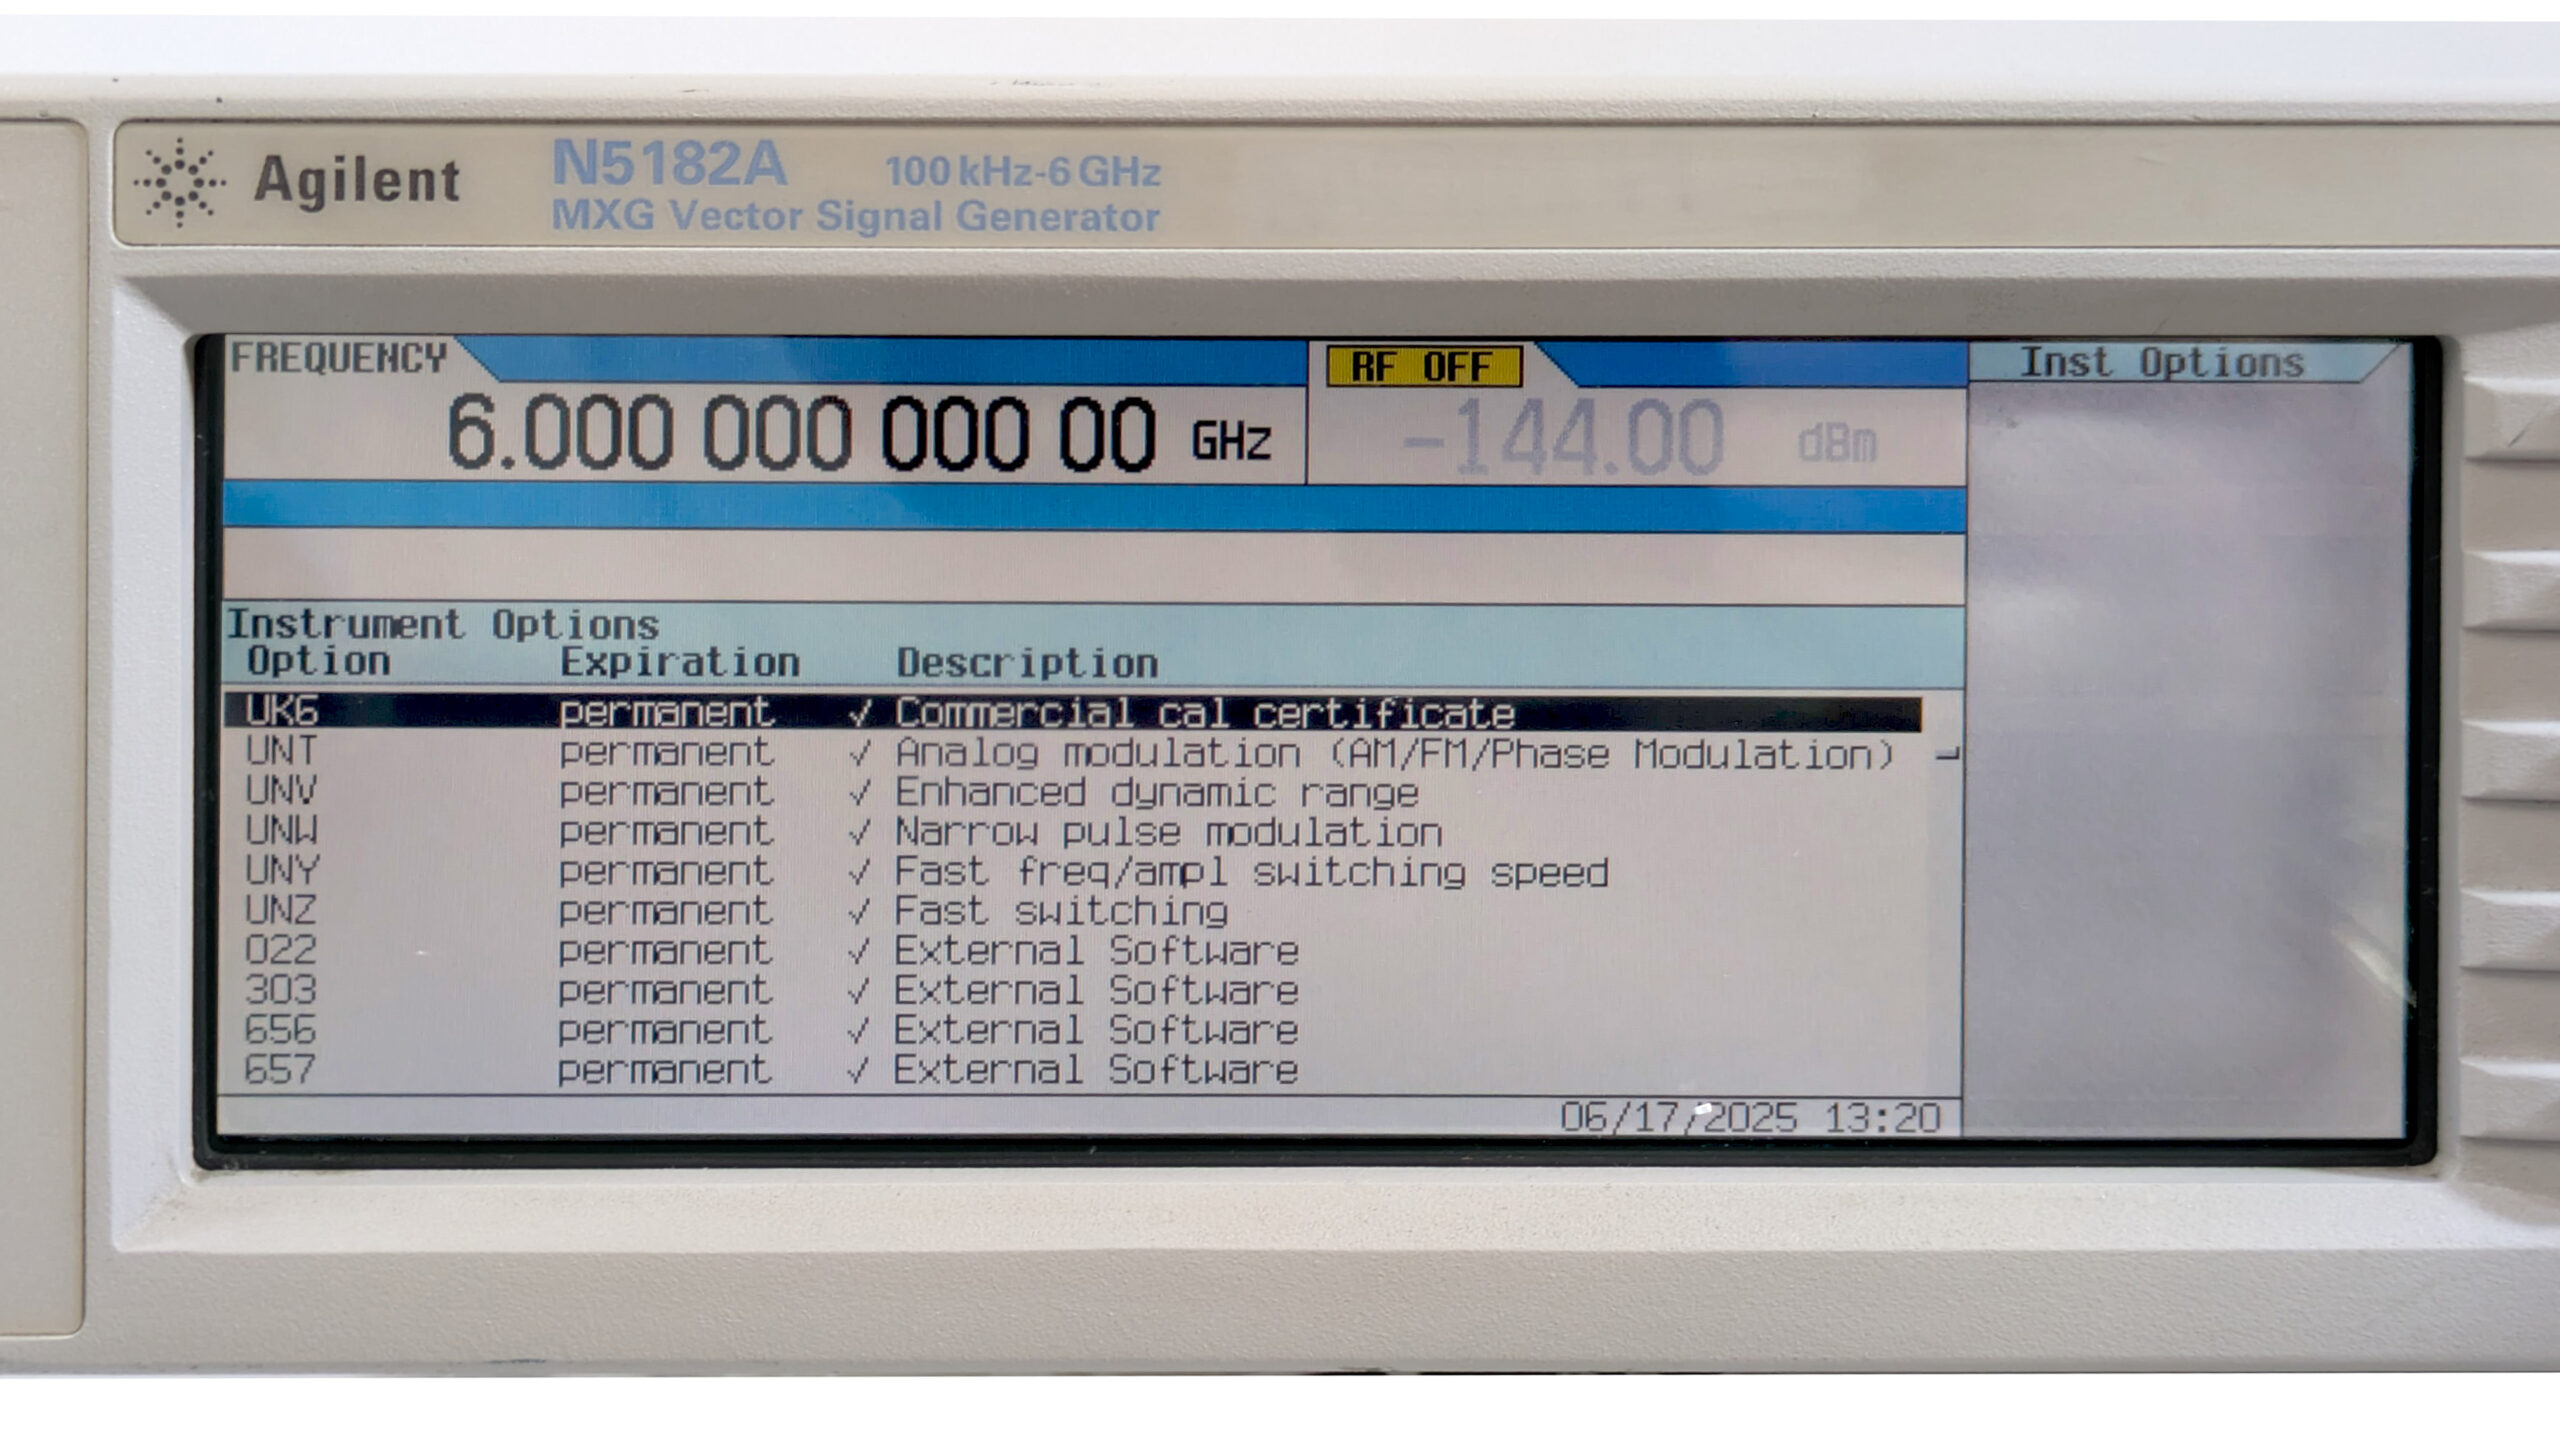 Agilent N5182A 100 kHz-6 GHz
MXG Vector Signal Generator
FREQUENCY RF OFF Inst Options
6.000 000 000 00 GHz -144.00 dBm
Instrument Options
Option Expiration Description
UK6 permanent ✓ Commercial cal certificate
UNT permanent ✓ Analog modulation (AM/FM/Phase Modulation)
UNV permanent ✓ Enhanced dynamic range
UNW permanent ✓ Narrow pulse modulation
UNY permanent ✓ Fast freq/ampl switching speed
UNZ permanent ✓ Fast switching
022 permanent ✓ External Software
303 permanent ✓ External Software
656 permanent ✓ External Software
657 permanent ✓ External Software
06/17/2025 13:20